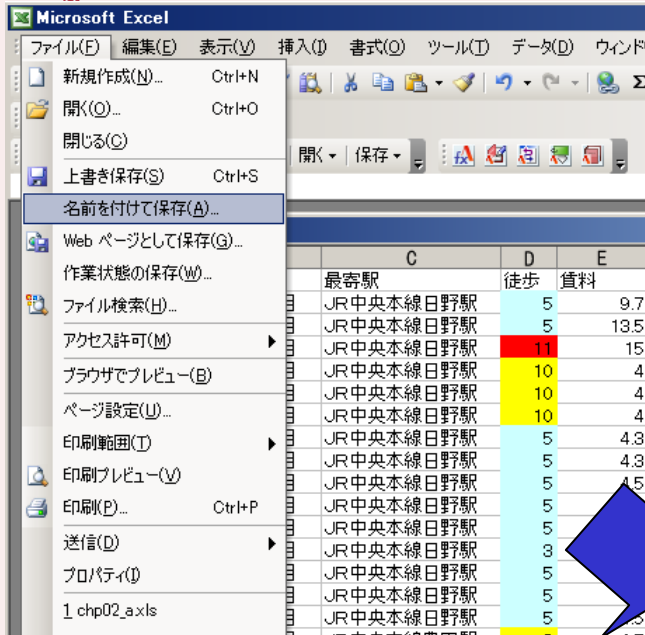 Microsoft Excel
ファイル(F) 編集(E) 表示(V) 挿入(I) 書式(O) ツール(T) データ(D) ウィンド
新規作成(N)... Ctrl+N
開く(O)... Ctrl+O
閉じる(C)
開く 保存
上書き保存(S) Ctrl+S
名前を付けて保存(A)...
Web ページとして保存(G)...
C D E
作業状態の保存(W)...
最寄駅 徒歩 賃料
ファイル検索(H)...
JR中央本線日野駅 5 9.7
JR中央本線日野駅 5 13.5
アクセス許可(M)
JR中央本線日野駅 11 15
ブラウザでプレビュー(B)
JR中央本線日野駅 10 4
JR中央本線日野駅 10 4
ページ設定(U)...
JR中央本線日野駅 10 4
印刷範囲(T)
JR中央本線日野駅 5 4.3
JR中央本線日野駅 5 4.3
印刷プレビュー(V)
JR中央本線日野駅 5 4.5
印刷(P)... Ctrl+P
JR中央本線日野駅 5
JR中央本線日野駅 5
送信(D)
JR中央本線日野駅 3
プロパティ(I)
JR中央本線日野駅 5
JR中央本線日野駅 5
1 chp02_a.xls
JR中央本線日野駅 5